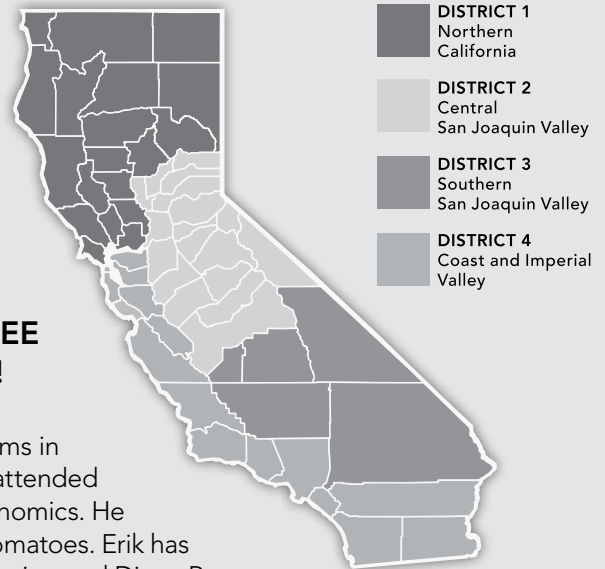 DISTRICT 1
Northern
California
DISTRICT 2
Central
San Joaquin Valley
DISTRICT 3
Southern
San Joaquin Valley
DISTRICT 4
Coast and Imperial
Valley
EE
!
ms in
attended
nomics. He
omatoes. Erik has